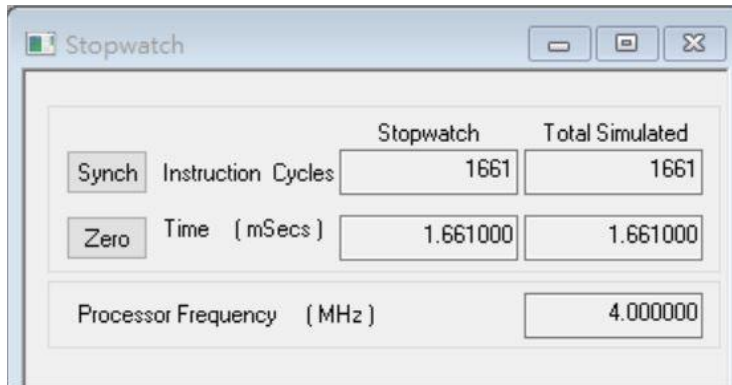 Stopwatch
Stopwatch Total Simulated
Synch Instruction Cycles 1661 1661
Zero Time ( mSecs ) 1.661000 1.661000
Processor Frequency ( MHz ) 4.000000